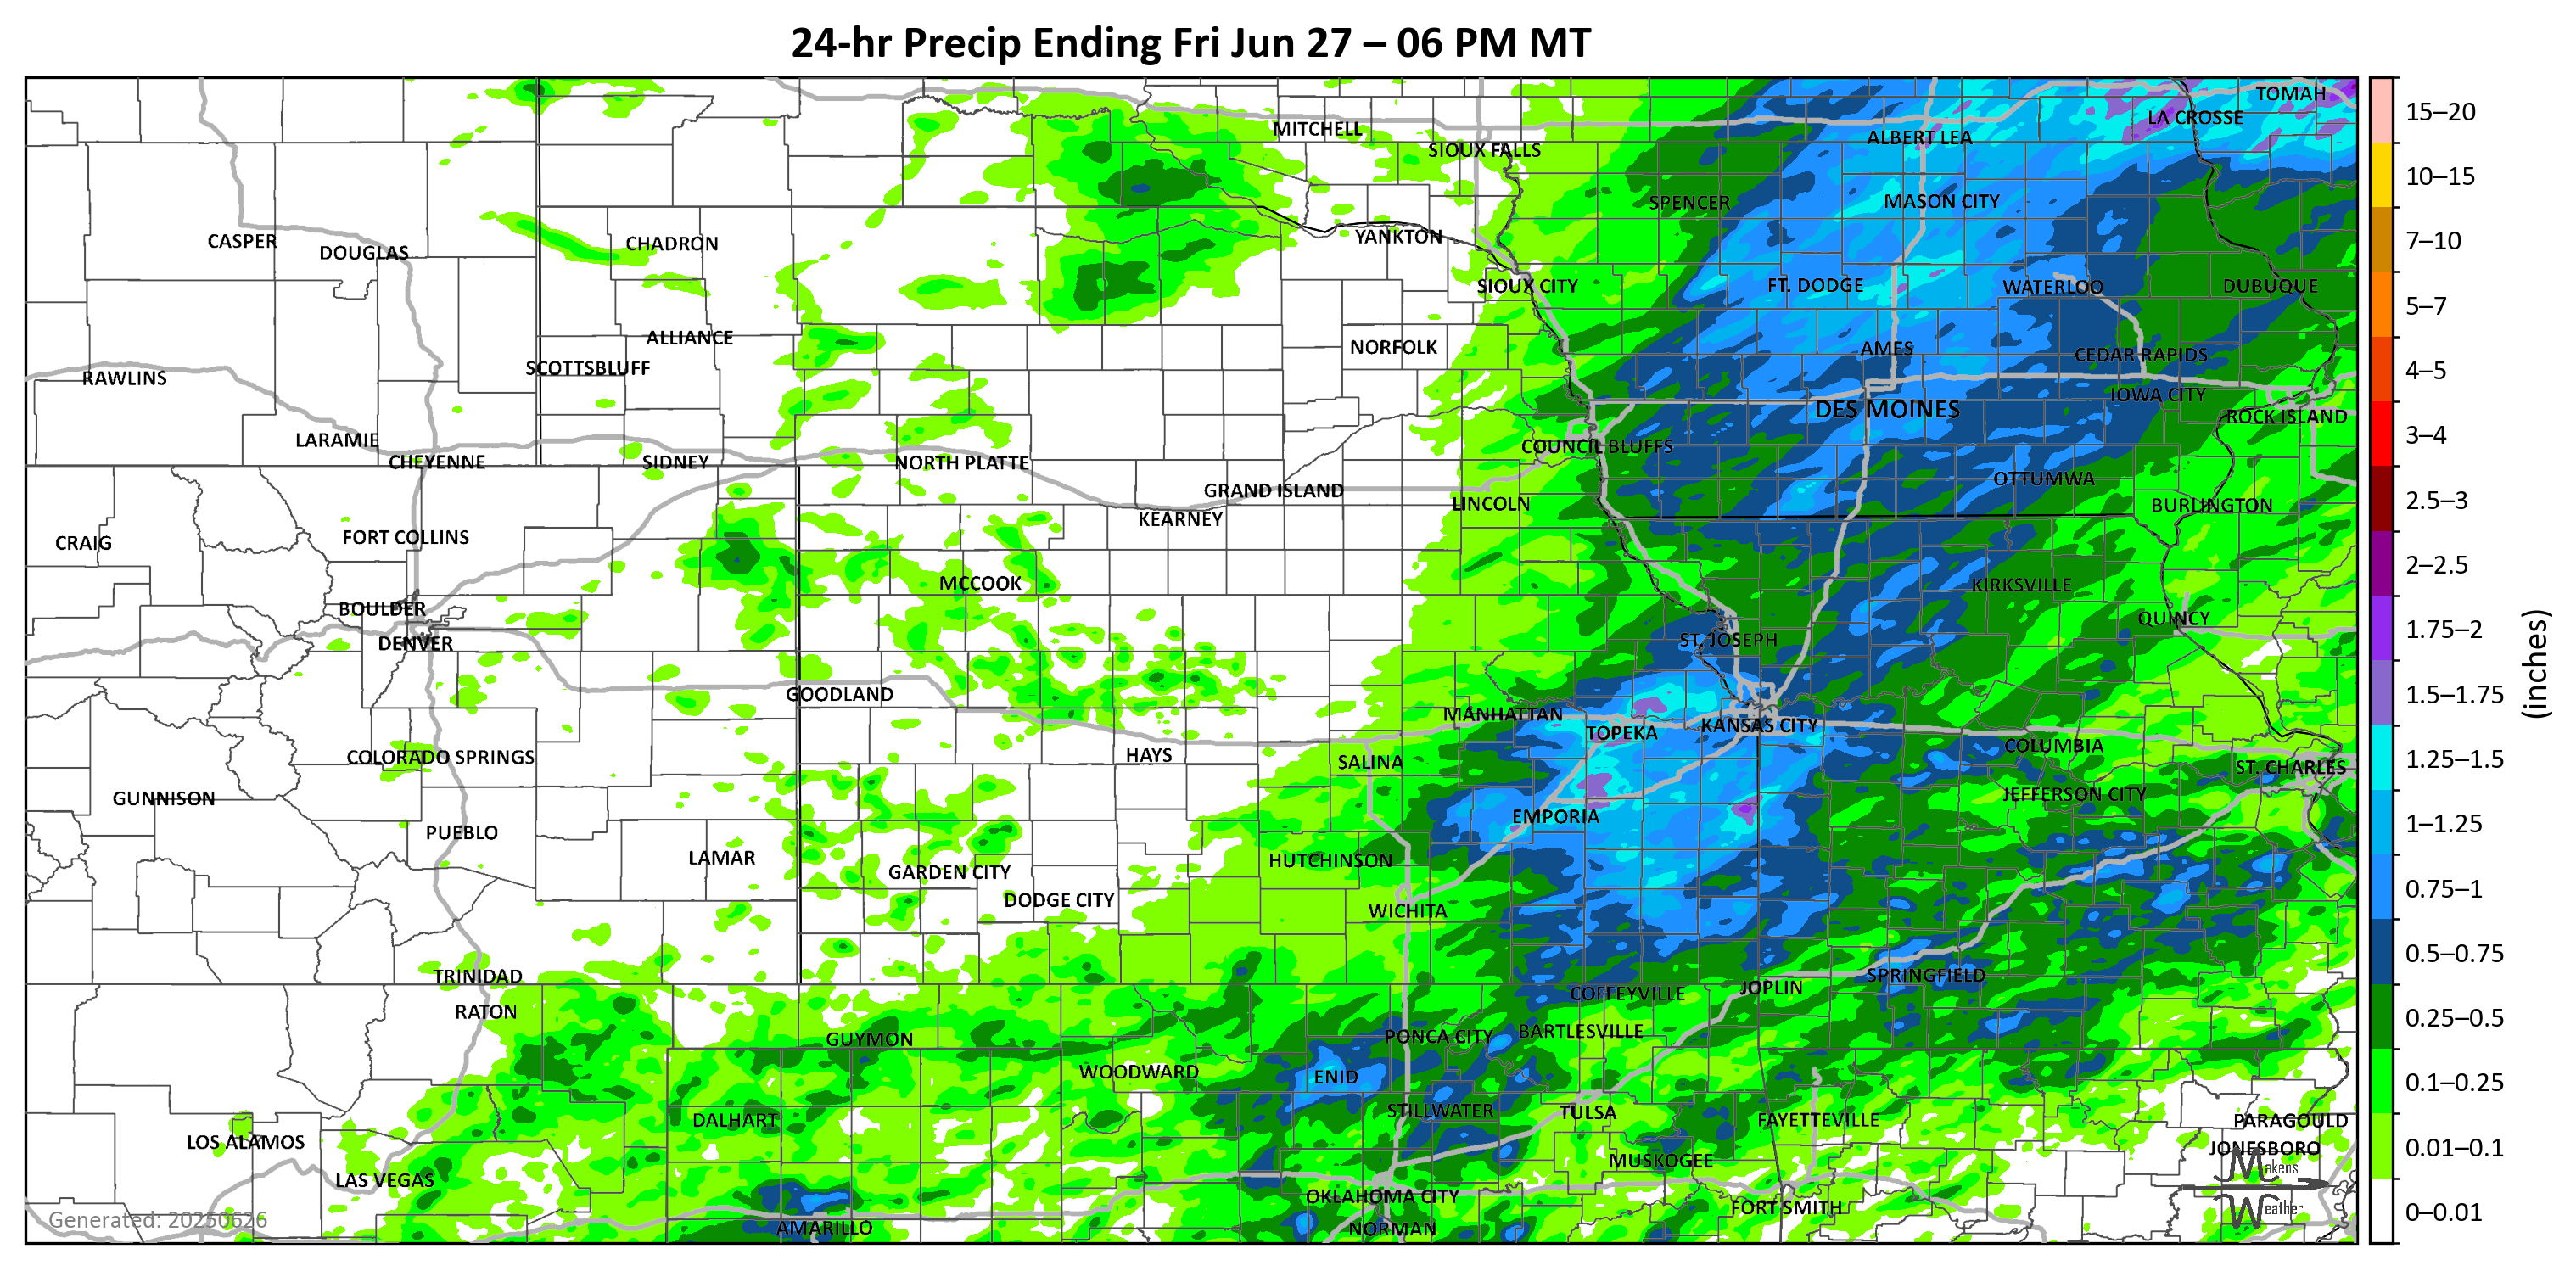 24-hr Precip Ending Fri Jun 27 – 06 PM MT
TOMAH
LA CROSSE
MITCHELL
ALBERT LEA
SIOUX FALLS
SPENCER
MASON CITY
CASPER
DOUGLAS
CHADRON
YANKTON
SIOUX CITY
FT. DODGE
WATERLOO
DUBUQUE
ALLIANCE
NORFOLK
AMES
CEDAR RAPIDS
RAWLINS
SCOTTSBLUFF
IOWA CITY
DES MOINES
ROCK ISLAND
LARAMIE
COUNCIL BLUFFS
CHEYENNE
SIDNEY
NORTH PLATTE
OTTUMWA
GRAND ISLAND
LINCOLN
BURLINGTON
KEARNEY
CRAIG
FORT COLLINS
MCCOOK
KIRKSVILLE
BOULDER
QUINCY
DENVER
ST. JOSEPH
GOODLAND
MANHATTAN
TOPEKA
KANSAS CITY
COLORADO SPRINGS
HAYS
SALINA
COLUMBIA
ST. CHARLES
GUNNISON
JEFFERSON CITY
EMPORIA
PUEBLO
LAMAR
HUTCHINSON
GARDEN CITY
DODGE CITY
WICHITA
TRINIDAD
SPRINGFIELD
COFFEYVILLE
JOPLIN
RATON
GUYMON
PONCA CITY
BARTLESVILLE
WOODWARD
ENID
DALHART
STILLWATER
TULSA
FAYETTEVILLE
PARAGOULD
LOS ALAMOS
JONESBORO
MUSKOGEE
LAS VEGAS
OKLAHOMA CITY
FORT SMITH
AMARILLO
NORMAN
Generated: 20250626
Makens
Weather
15–20
10–15
7–10
5–7
4–5
3–4
2.5–3
2–2.5
1.75–2
1.5–1.75
1.25–1.5
1–1.25
0.75–1
0.5–0.75
0.25–0.5
0.1–0.25
0.01–0.1
0–0.01
(inches)